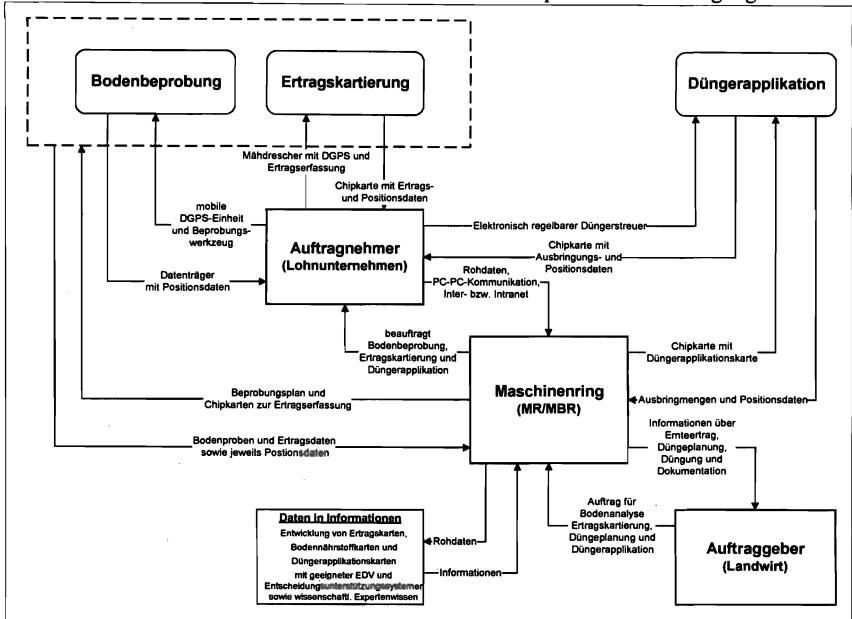 Bodenbeprobung
Ertragskartierung
Düngerapplikation
Mähdrescher mit DGPS und
Ertragserfassung
Chipkarte mit Ertrags-
und Positionsdaten
mobile
DGPS-Einheit
und Beprobungs-
werkzeug
Auftragnehmer
(Lohnunternehmen)
Elektronisch regelbarer Düngerstreuer
Chipkarte mit
Ausbringungs- und
Positionsdaten
Datenträger
mit Positionsdaten
Rohdaten,
PC-PC-Kommunikation,
Inter- bzw. Intranet
beauftragt
Bodenbeprobung,
Ertragskartierung und
Düngerapplikation
Chipkarte mit
Düngerapplikationskarte
Maschinenring
(MR/MBR)
Beprobungsplan und
Chipkarten zur Ertragserfassung
Ausbringmengen und Positionsdaten
Informationen über
Ernteertrag,
Düngeplanung,
Düngung und
Dokumentation
Bodenproben und Ertragsdaten
sowie jeweils Postionsdaten
Auftrag für
Bodenanalyse
Ertragskartierung,
Düngeplanung und
Düngerapplikation
Auftraggeber
(Landwirt)
Daten in Informationen
Entwicklung von Ertragskarten,
Bodennährstoffkarten und
Düngerapplikationskarten
mit geeigneter EDV und
Entscheidungsunterstützungssystemer
sowie wissenschaftl. Expertenwissen
Rohdaten
Informationen